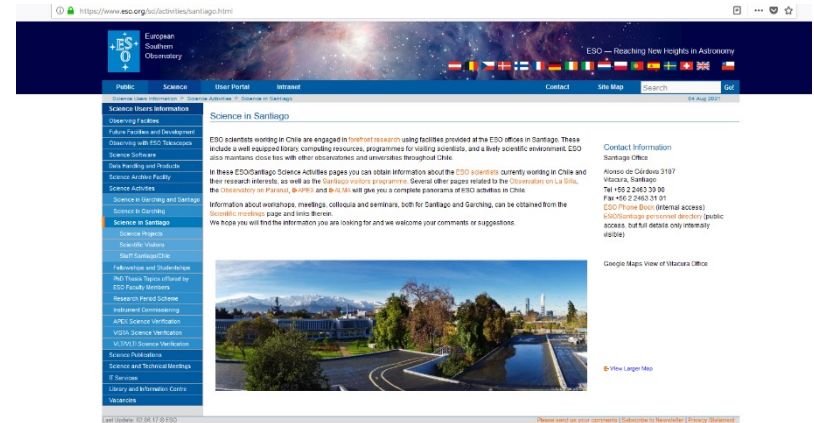 https://www.eso.org/sci/activities/santiago.html
European
Southern
Observatory
ESO
ESO — Reaching New Heights in Astronomy
Public Science User Portal Intranet Contact Site Map Search Go!
Science Users Information > Science Activities > Science in Santiago 04 Aug 2021
Science Users Information
Observing Facilities
Future Facilities and Development
Observing with ESO Telescopes
Science Software
Data Handling and Products
Science Archive Facility
Science Activities
Science in Garching and Santiago
Science in Garching
Science in Santiago
Science Projects
Scientific Visitors
Staff Santiago/Chile
Fellowships and Studentships
PhD Thesis Topics offered by
ESO Faculty Members
Research Period Scheme
Instrument Commissioning
APEX Science Verification
VISTA Science Verification
VLT/VLTI Science Verification
Science Publications
Science and Technical Meetings
IT Services
Library and Information Centre
Vacancies
Science in Santiago
ESO scientists working in Chile are engaged in forefront research using facilities provided at the ESO offices in Santiago. These
include a well equipped library, computing resources, programmes for visiting scientists, and a lively scientific environment. ESO
also maintains close ties with other observatories and universities throughout Chile.
In these ESO/Santiago Science Activities pages you can obtain information about the ESO scientists currently working in Chile and
their research interests, as well as the Santiago visitors programme. Several other pages related to the Observatories on La Silla,
the Observatory on Paranal, APEX and ALMA will give you a complete panorama of ESO activities in Chile.
Information about workshops, meetings, colloquia and seminars, both for Santiago and Garching, can be obtained from the
Scientific meetings page and links therein.
We hope you will find the information you are looking for and we welcome your comments or suggestions.
Contact Information
Santiago Office
Alonso de Córdova 3107
Vitacura, Santiago
Tel +56 2 2463 30 00
Fax +56 2 2463 31 01
ESO Phone Book (internal access)
ESO/Santiago personnel directory (public
access, but full details only internally
visible)
Google Maps View of Vitacura Office
View Larger Map
Last Update: 02.06.17 © ESO
Please send us your comments | Subscribe to Newsletter | Privacy Statement